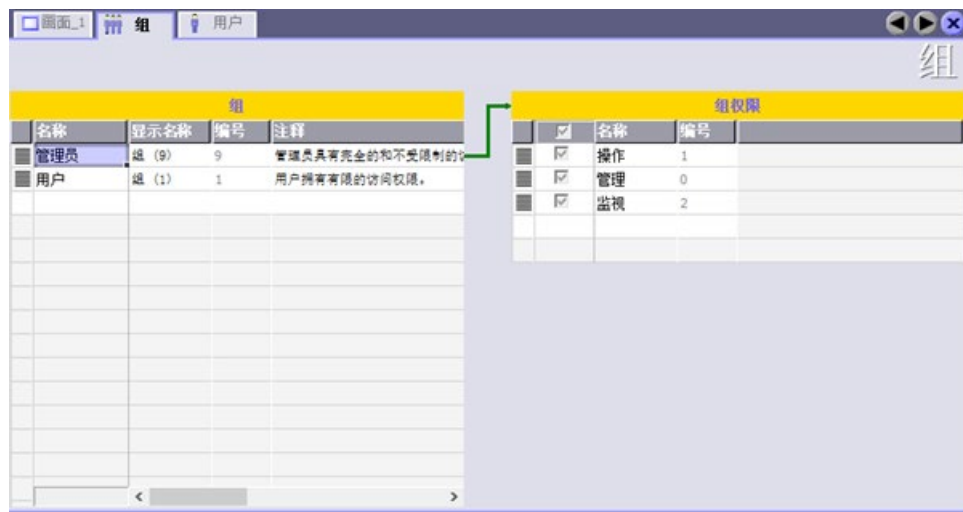 画面_1 组 用户
组
组
名称 显示名称 编号 注释
管理员 组（9） 9 管理员具有完全的和不受限制的
用户 组（1） 1 用户拥有有限的访问权限。
组权限
名称 编号
操作 1
管理 0
监视 2